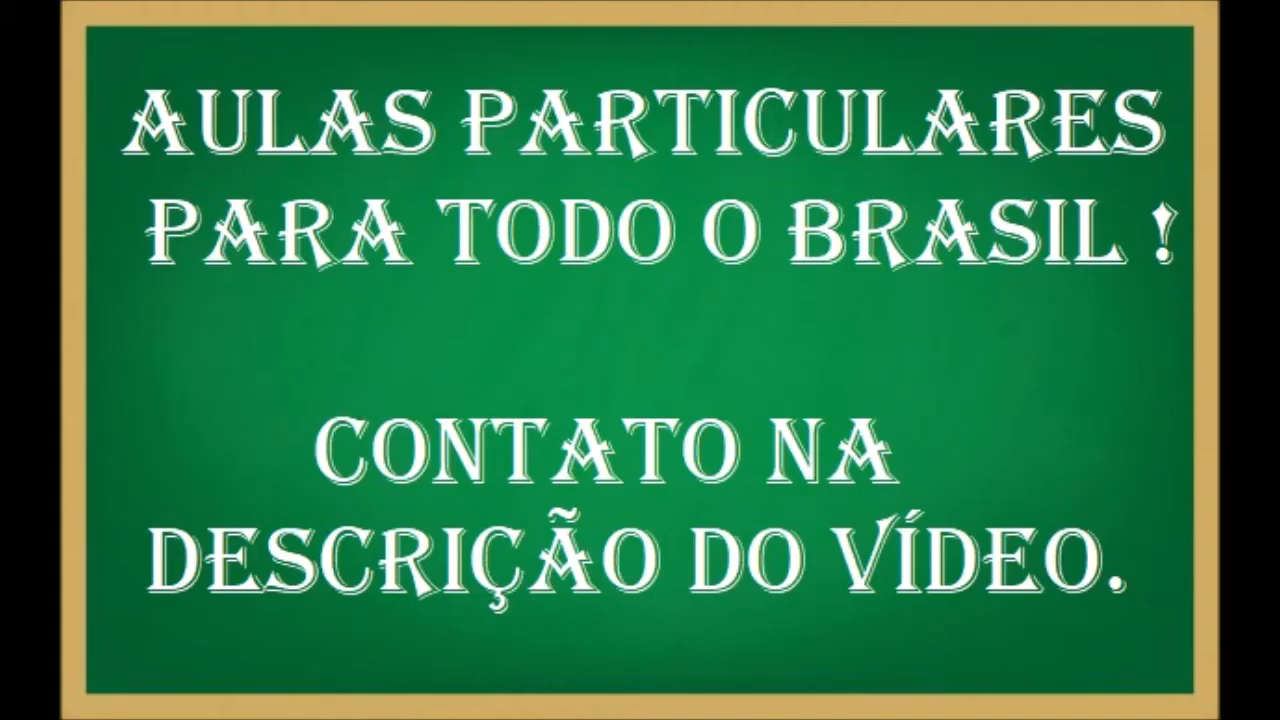 AULAS PARTICULARES
PARA TODO O BRASIL !
CONTATO NA
DESCRIÇÃO DO VÍDEO.